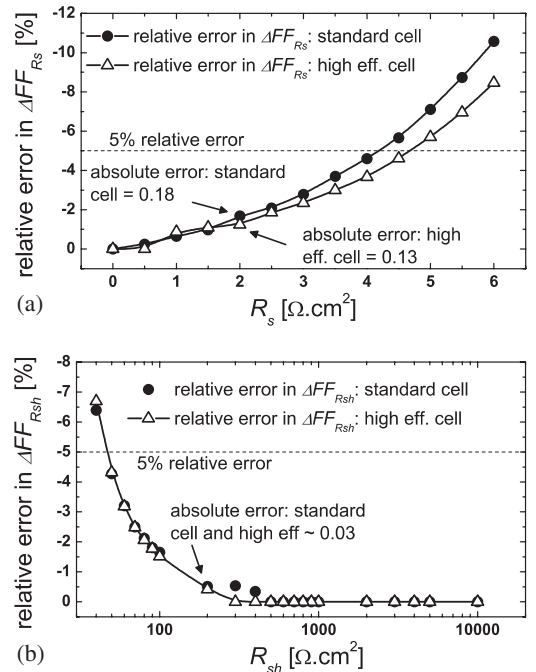 (a)
relative error in ΔFF_Rs [%]
-12
-10
-8
-6
-4
-2
0
relative error in ΔFF_Rs: standard cell
relative error in ΔFF_Rs: high eff. cell
5% relative error
absolute error: standard
cell = 0.18
absolute error: high
eff. cell = 0.13
0 1 2 3 4 5 6
R_s [Ω.cm²]
(b)
relative error in ΔFF_Rsh [%]
-8
-7
-6
-5
-4
-3
-2
-1
0
relative error in ΔFF_Rsh: standard cell
relative error in ΔFF_Rsh: high eff. cell
5% relative error
absolute error: standard
cell and high eff ~ 0.03
100 1000 10000
R_sh [Ω.cm²]